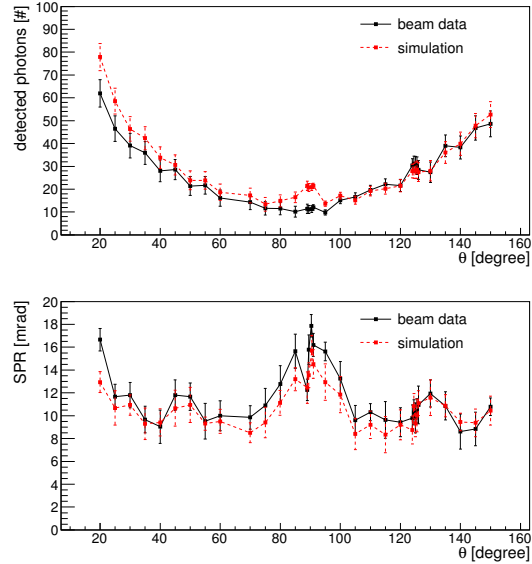 detected photons [#]
100
90
80
70
60
50
40
30
20
10
0
beam data
simulation
20 40 60 80 100 120 140 160
θ [degree]
SPR [mrad]
20
18
16
14
12
10
8
6
4
2
0
beam data
simulation
20 40 60 80 100 120 140 160
θ [degree]